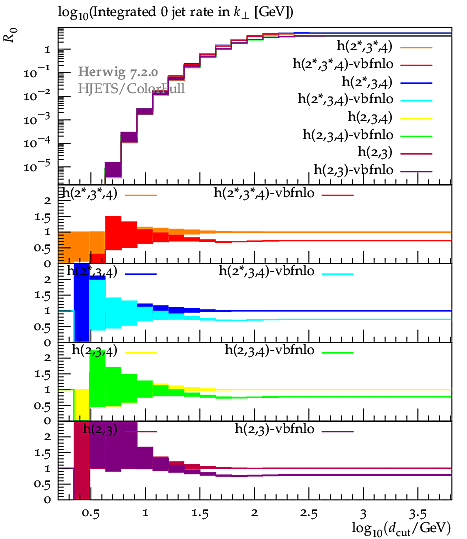 log₁₀(Integrated 0 jet rate in k⊥ [GeV])
R₀
1
10⁻¹
10⁻²
10⁻³
10⁻⁴
10⁻⁵
Herwig 7.2.0
HJETS/ColorFull
h(2*,3*,4)
h(2*,3*,4)-vbfnlo
h(2*,3,4)
h(2*,3,4)-vbfnlo
h(2,3,4)
h(2,3,4)-vbfnlo
h(2,3)
h(2,3)-vbfnlo
h(2*,3*,4) h(2*,3*,4)-vbfnlo
2
1.5
1
0.5
0
h(2*,3,4) h(2*,3,4)-vbfnlo
2
1.5
1
0.5
0
h(2,3,4) h(2,3,4)-vbfnlo
2
1.5
1
0.5
0
h(2,3) h(2,3)-vbfnlo
2
1.5
1
0.5
0
0.5 1 1.5 2 2.5 3 3.5
log₁₀(d_cut/GeV)